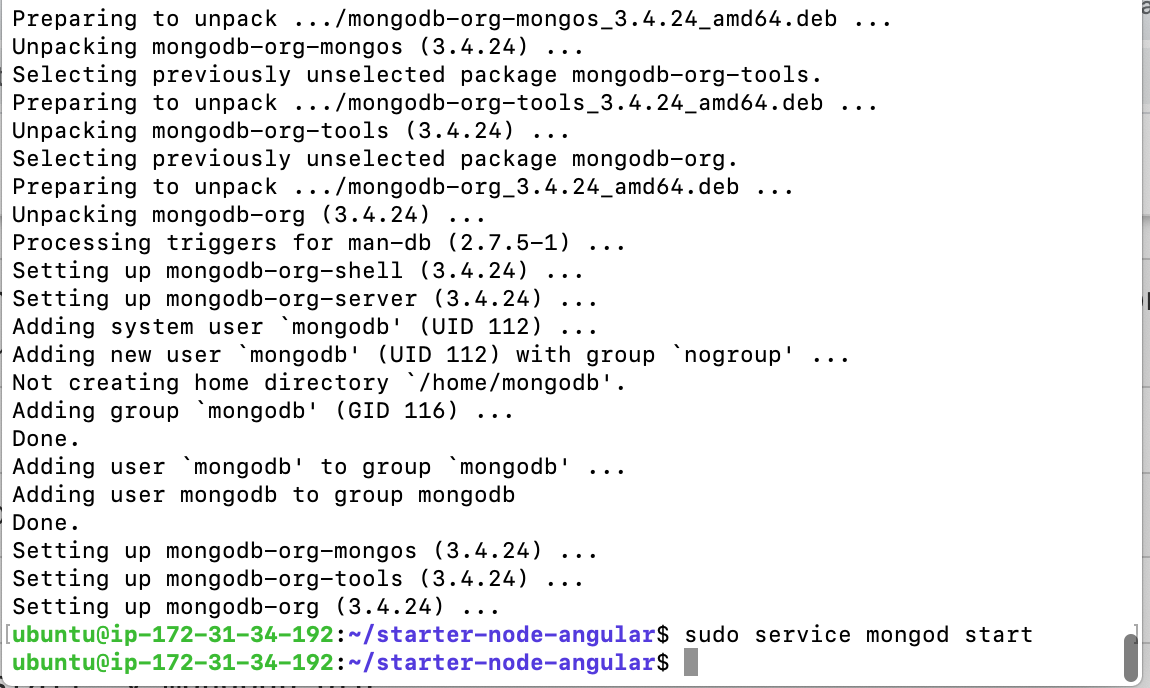 Preparing to unpack .../mongodb-org-mongos_3.4.24_amd64.deb ...
Unpacking mongodb-org-mongos (3.4.24) ...
Selecting previously unselected package mongodb-org-tools.
Preparing to unpack .../mongodb-org-tools_3.4.24_amd64.deb ...
Unpacking mongodb-org-tools (3.4.24) ...
Selecting previously unselected package mongodb-org.
Preparing to unpack .../mongodb-org_3.4.24_amd64.deb ...
Unpacking mongodb-org (3.4.24) ...
Processing triggers for man-db (2.7.5-1) ...
Setting up mongodb-org-shell (3.4.24) ...
Setting up mongodb-org-server (3.4.24) ...
Adding system user `mongodb' (UID 112) ...
Adding new user `mongodb' (UID 112) with group `nogroup' ...
Not creating home directory `/home/mongodb'.
Adding group `mongodb' (GID 116) ...
Done.
Adding user `mongodb' to group `mongodb' ...
Adding user mongodb to group mongodb
Done.
Setting up mongodb-org-mongos (3.4.24) ...
Setting up mongodb-org-tools (3.4.24) ...
Setting up mongodb-org (3.4.24) ...
[ubuntu@ip-172-31-34-192:~/starter-node-angular$ sudo service mongod start ]
ubuntu@ip-172-31-34-192:~/starter-node-angular$